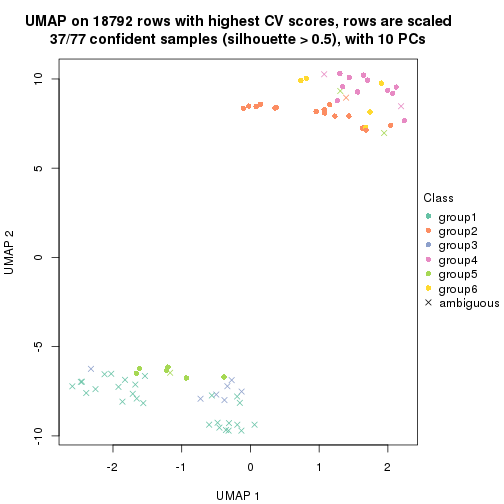 UMAP on 18792 rows with highest CV scores, rows are scaled
37/77 confident samples (silhouette > 0.5), with 10 PCs
10
5
0
-5
-10
UMAP 2
-2
-1
0
1
2
UMAP 1
Class
group1
group2
group3
group4
group5
group6
ambiguous